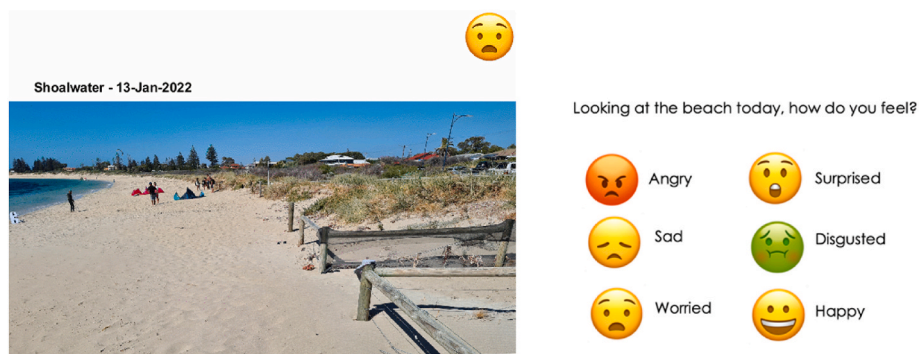 Shoalwater - 13-Jan-2022
Looking at the beach today, how do you feel?
Angry
Surprised
Sad
Disgusted
Worried
Happy